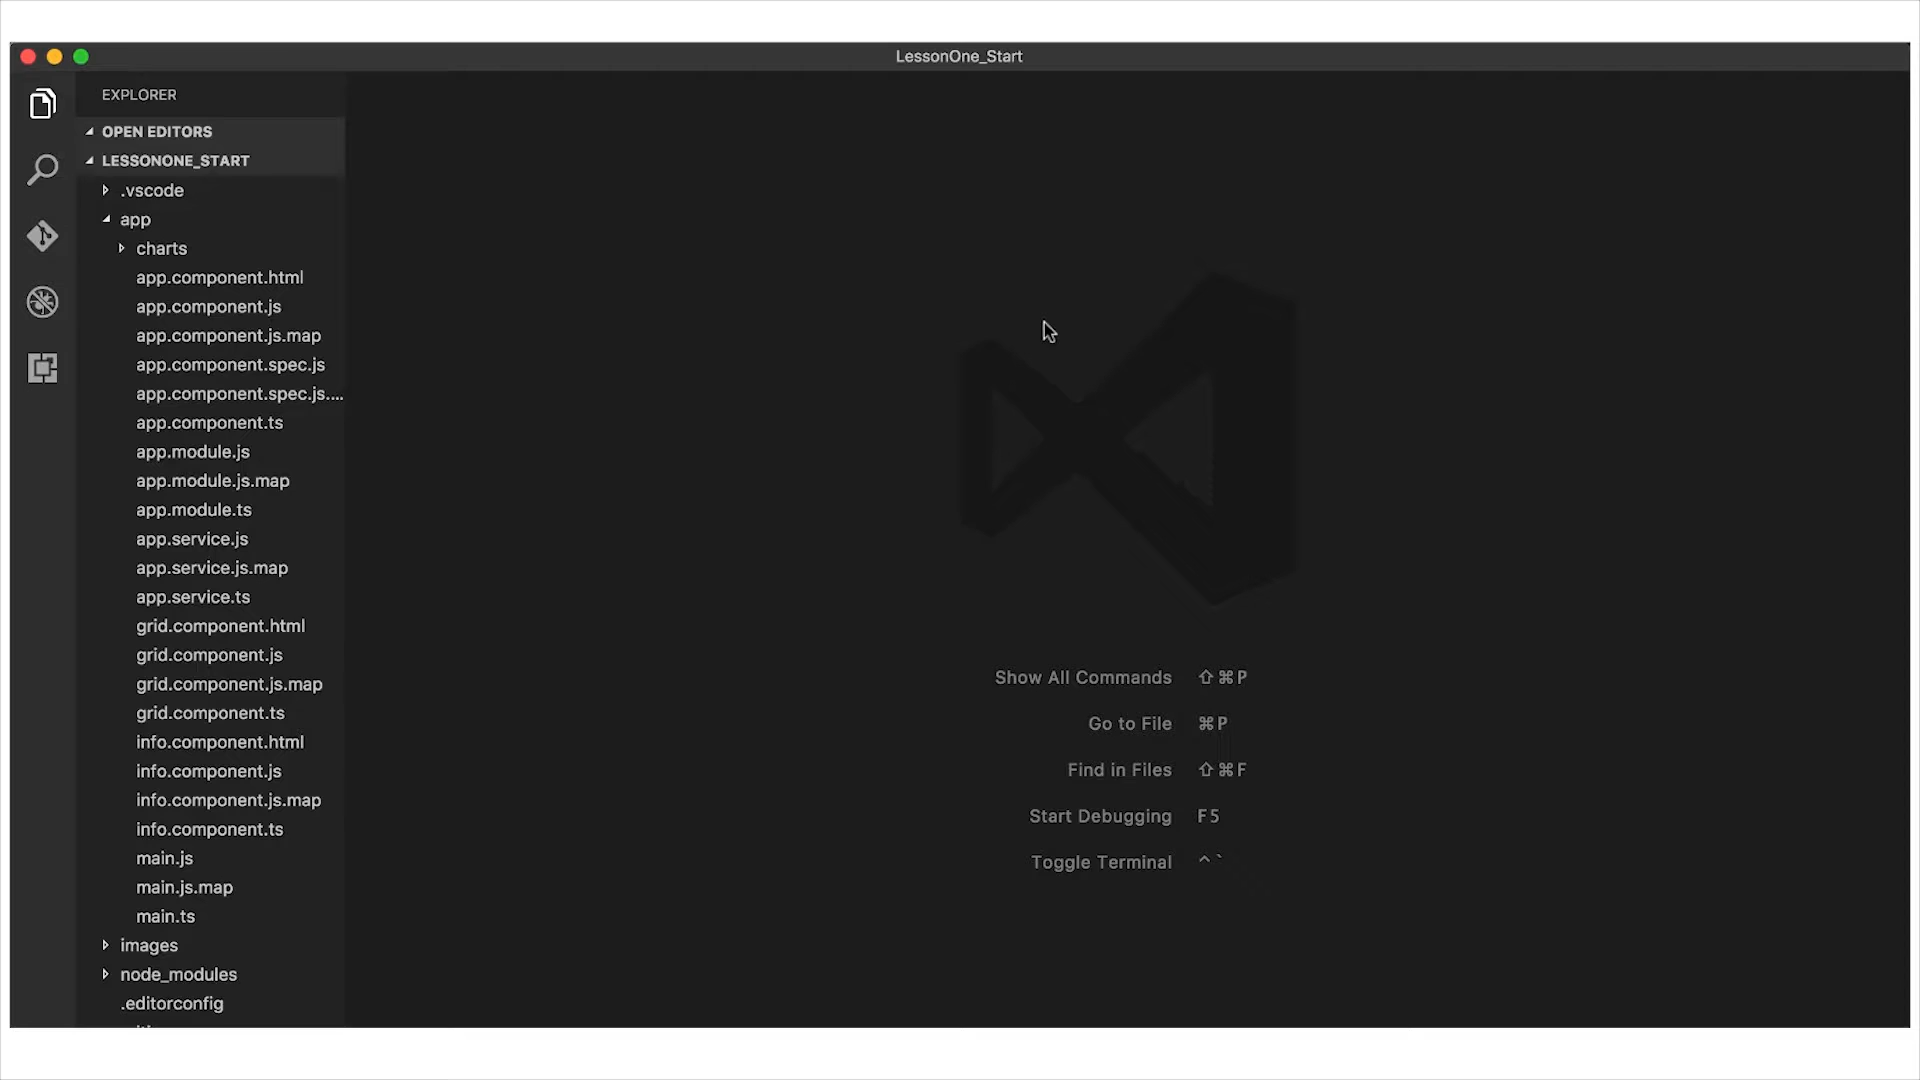 LessonOne_Start
EXPLORER
OPEN EDITORS
LESSONONE_START
.vscode
app
charts
app.component.html
app.component.js
app.component.js.map
app.component.spec.js
app.component.spec.js....
app.component.ts
app.module.js
app.module.js.map
app.module.ts
app.service.js
app.service.js.map
app.service.ts
grid.component.html
grid.component.js
grid.component.js.map
grid.component.ts
info.component.html
info.component.js
info.component.js.map
info.component.ts
main.js
main.js.map
main.ts
images
node_modules
.editorconfig
Show All Commands ⇧⌘P
Go to File ⌘P
Find in Files ⇧⌘F
Start Debugging F5
Toggle Terminal ^`